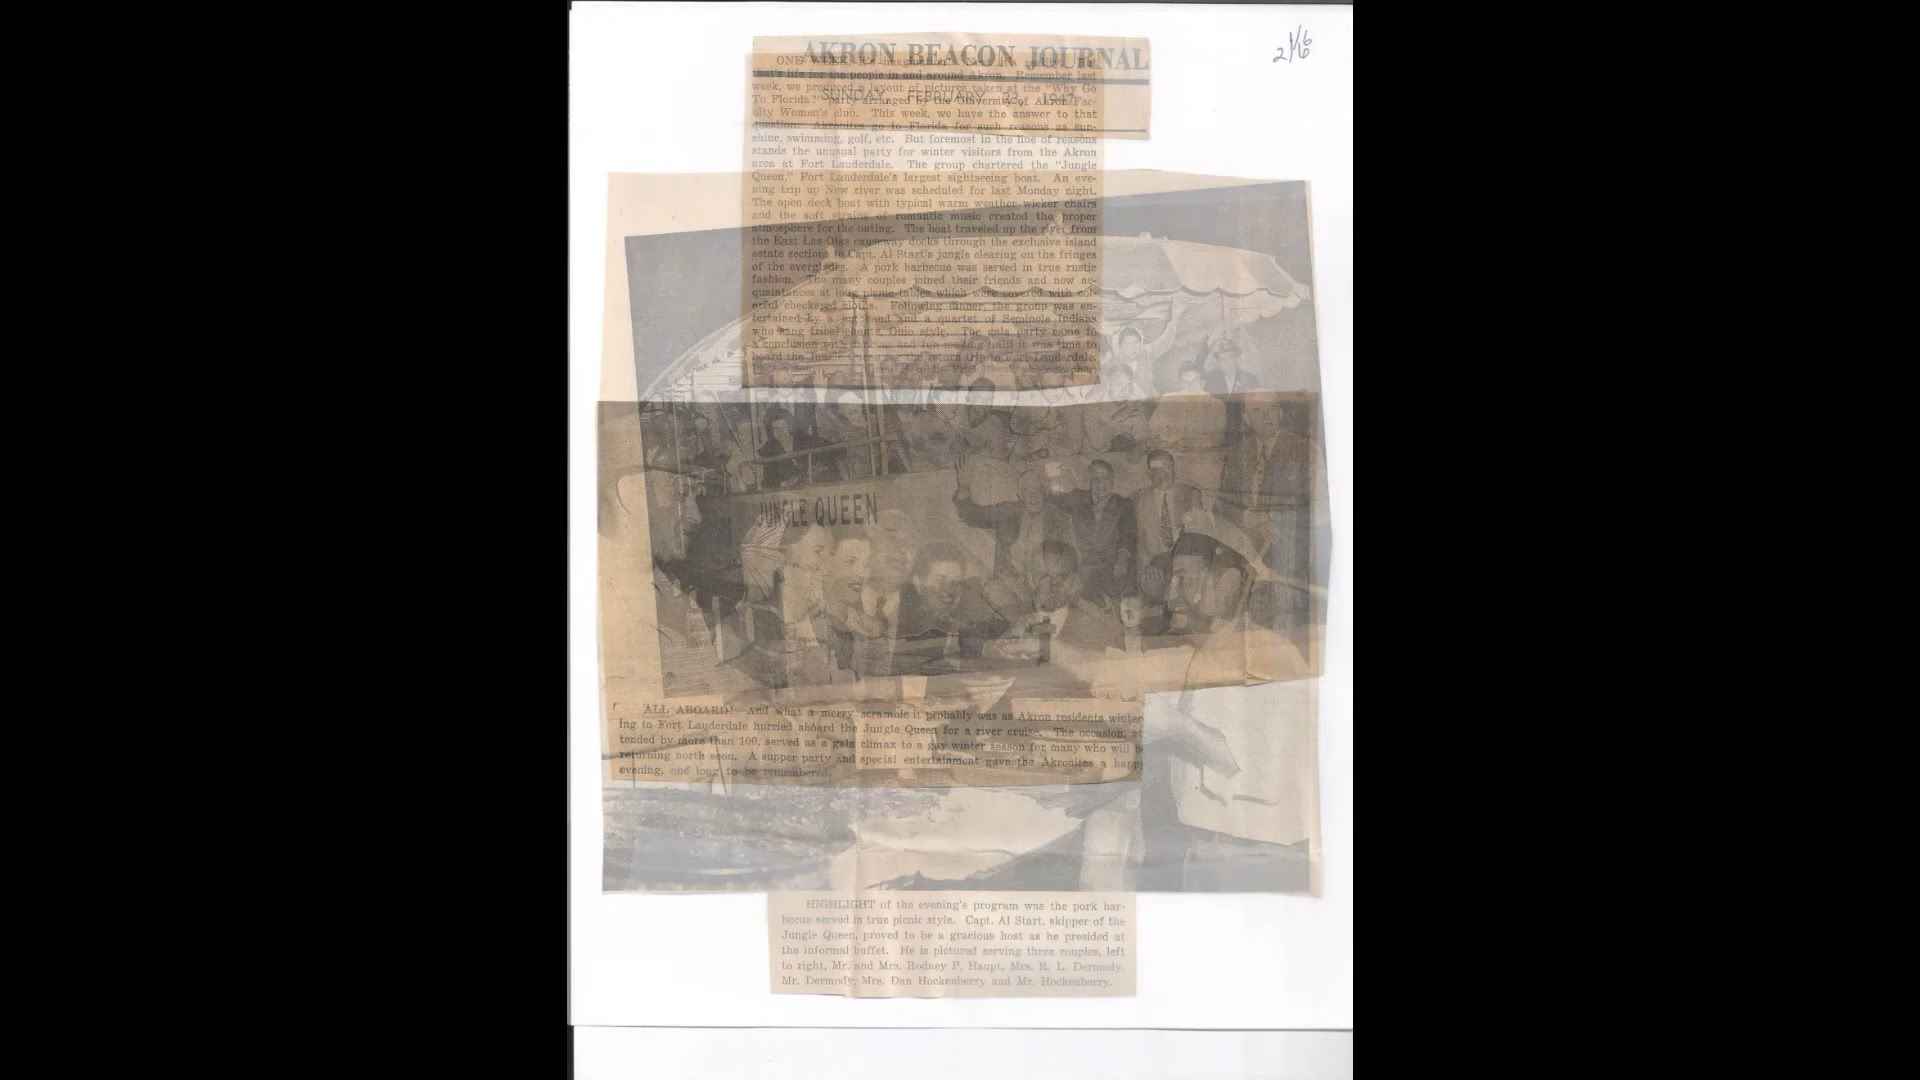 2/16
AKRON BEACON JOURNAL
SUNDAY, FEBRUARY 23, 1947
ONE WEEK it's imagination. Next it's reality. But
that's life for the people in and around Akron. Remember last
week, we produced a layout of pictures taken at the "Why Go
To Florida?" party arranged by the University of Akron Fac-
ulty Women's club. This week, we have the answer to that
question. Akronites go to Florida for such reasons as sun-
shine, swimming, golf, etc. But foremost in the line of reasons
stands the unusual party for winter visitors from the Akron
area at Fort Lauderdale. The group chartered the "Jungle
Queen," Fort Lauderdale's largest sightseeing boat. An eve-
ning trip up New river was scheduled for last Monday night.
The open deck boat with typical warm weather wicker chairs
and the soft strains of romantic music created the proper
atmosphere for the outing. The boat traveled up the river from
the East Las Olas causeway docks through the exclusive island
estate sections to Capt. Al Start's jungle clearing on the fringes
of the everglades. A pork barbecue was served in true rustic
fashion. The many couples joined their friends and new ac-
quaintances at long picnic tables which were covered with col-
orful checkered cloths. Following dinner, the group was en-
tertained by a jug band and a quartet of Seminole Indians
who sang tribal chants, Ohio style. The gala party came to
a conclusion with and fun-making until it was time to
board the Jungle Queen for the return trip to Fort Lauderdale.
photographer.
JUNGLE QUEEN
ALL ABOARD! And what a merry scramble it probably was as Akron residents winter-
ing in Fort Lauderdale hurried aboard the Jungle Queen for a river cruise. The occasion, at-
tended by more than 100, served as a gala climax to a gay winter season for many who will be
returning north soon. A supper party and special entertainment gave the Akronites a happy
evening, one long to be remembered.
HIGHLIGHT of the evening's program was the pork bar-
becue served in true picnic style. Capt. Al Start, skipper of the
Jungle Queen, proved to be a gracious host as he presided at
the informal buffet. He is pictured serving three couples, left
to right, Mr. and Mrs. Rodney P. Haupt, Mrs. R. L. Dermody,
Mr. Dermody, Mrs. Dan Hockenberry and Mr. Hockenberry.